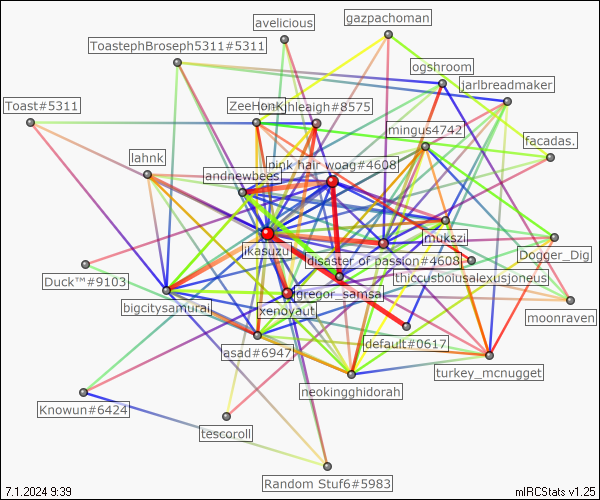 avelicious
gazpachoman
ToastephBroseph5311#5311
ogshroom
jarlbreadmaker
Toast#5311
ZeeHonk
hleaigh#8575
mingus4742
facadas.
lahnk
pink hair woag#4608
andnewbees
ikasuzu
mukszi
Dogger_Dig
disaster of passion#4608
Duck™#9103
thiccusboiusalexusjoneus
gregor_samsa
bigcitysamurai
xenoyaut
moonraven
default#0617
asad#6947
turkey_mcnugget
neokingghidorah
Knowun#6424
tescoroll
Random Stuf6#5983
7.1.2024 9:39
mIRCStats v1.25